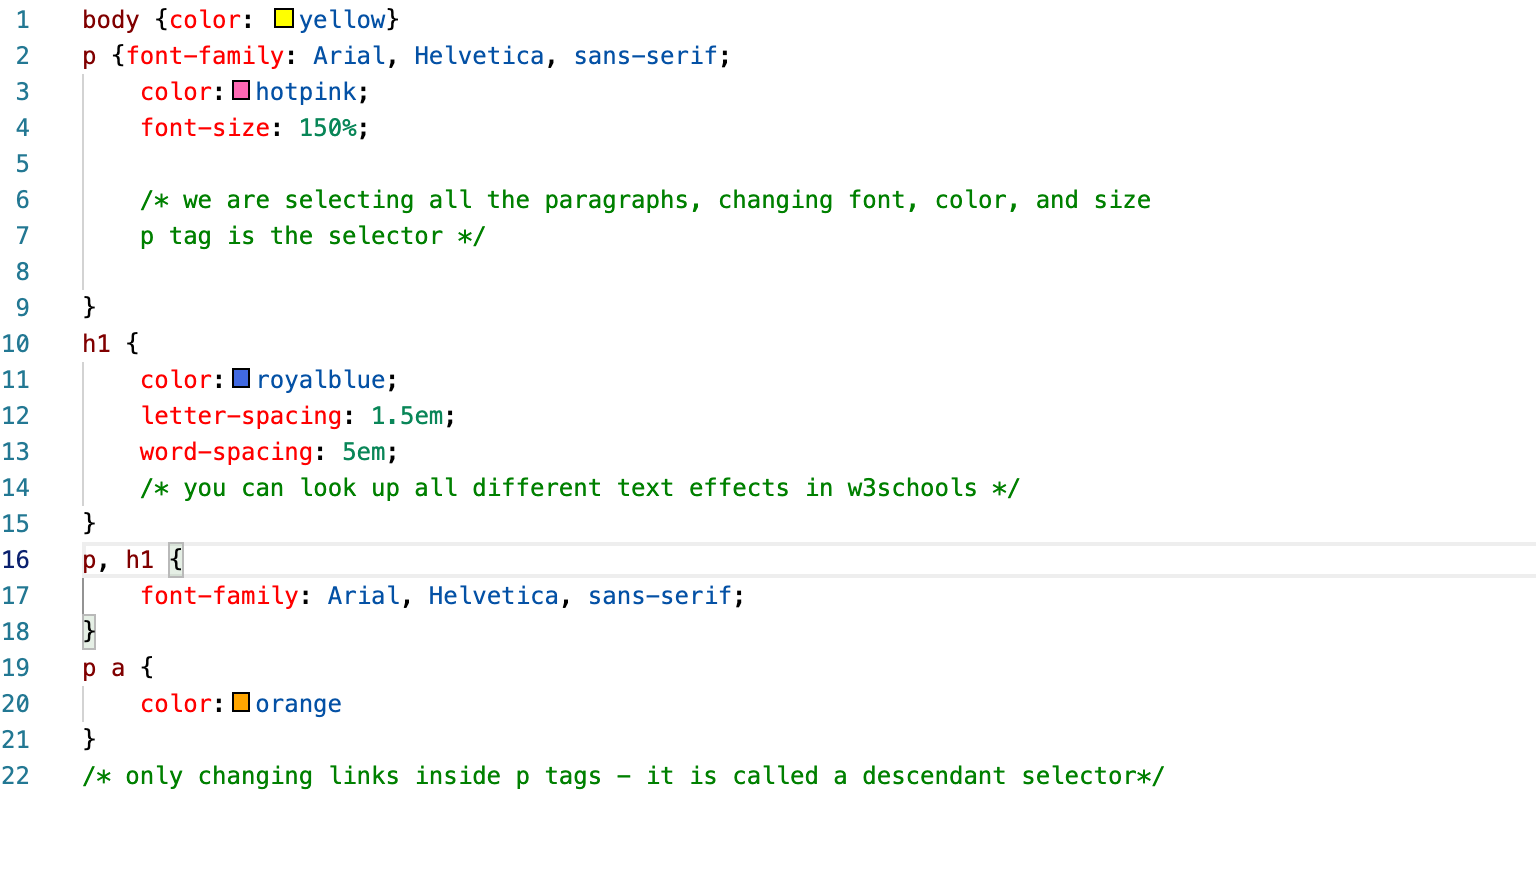 1 body {color: yellow}
2 p {font-family: Arial, Helvetica, sans-serif;
3 color: hotpink;
4 font-size: 150%;
5
6 /* we are selecting all the paragraphs, changing font, color, and size
7 p tag is the selector */
8
9 }
10 h1 {
11 color: royalblue;
12 letter-spacing: 1.5em;
13 word-spacing: 5em;
14 /* you can look up all different text effects in w3schools */
15 }
16 p, h1 {
17 font-family: Arial, Helvetica, sans-serif;
18 }
19 p a {
20 color: orange
21 }
22 /* only changing links inside p tags - it is called a descendant selector*/